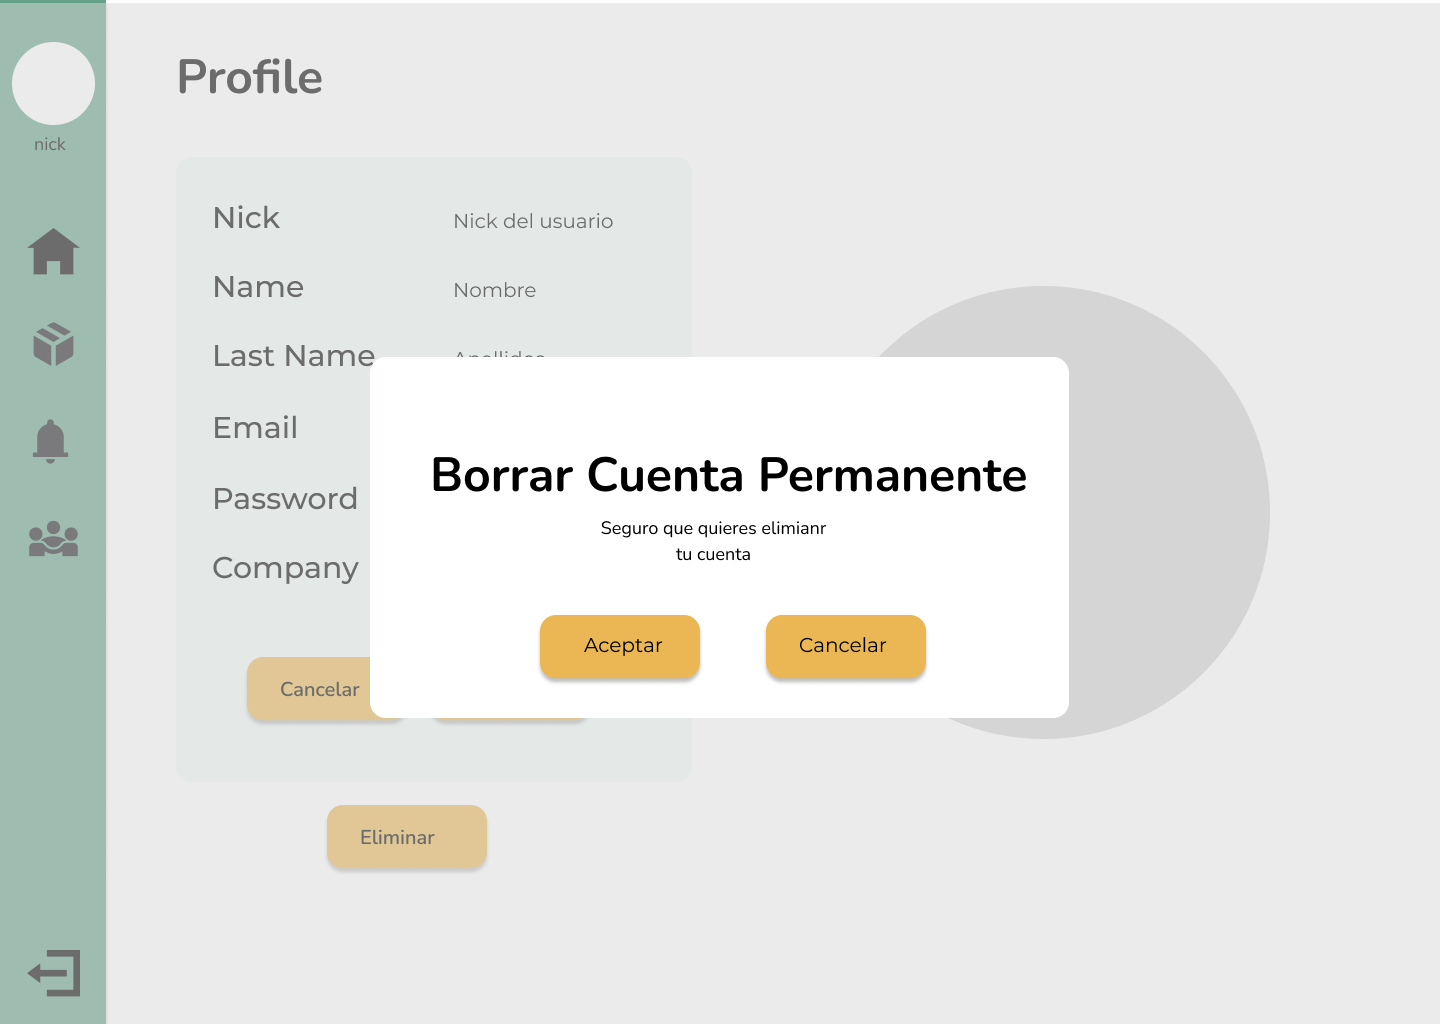 Profile
nick
Nick
Nick del usuario
Name
Nombre
Last Name
Email
Password
Company
Borrar Cuenta Permanente
Seguro que quieres elimianr
tu cuenta
Aceptar
Cancelar
Cancelar
Eliminar